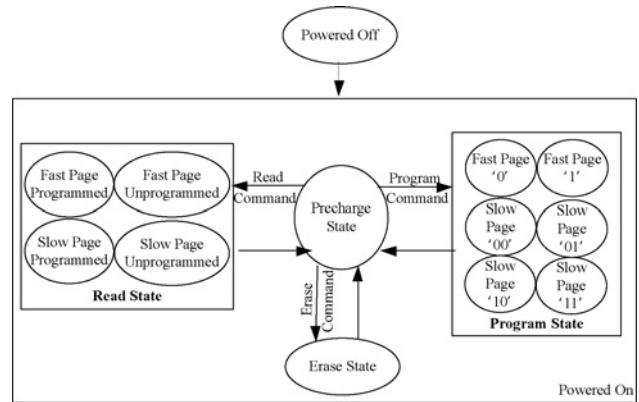 Powered Off
Fast Page
Programmed
Fast Page
Unprogrammed
Slow Page
Programmed
Slow Page
Unprogrammed
Read State
Read
Command
Precharge
State
Program
Command
Erase
Command
Erase State
Fast Page
'0'
Fast Page
'1'
Slow
Page
'00'
Slow
Page
'01'
Slow
Page
'10'
Slow
Page
'11'
Program State
Powered On